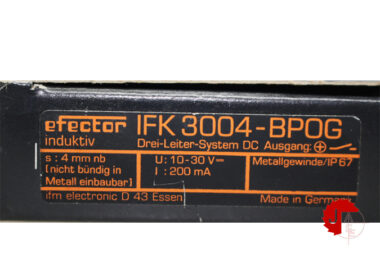 efector IFK 3004-BPOG
induktiv Drei-Leiter-System DC Ausgang:
s : 4 mm nb
[nicht bündig in
Metall einbaubar]
U: 10-30 V
I : 200 mA
Metallgewinde/IP 67
ifm electronic D 43 Essen Made in Germany